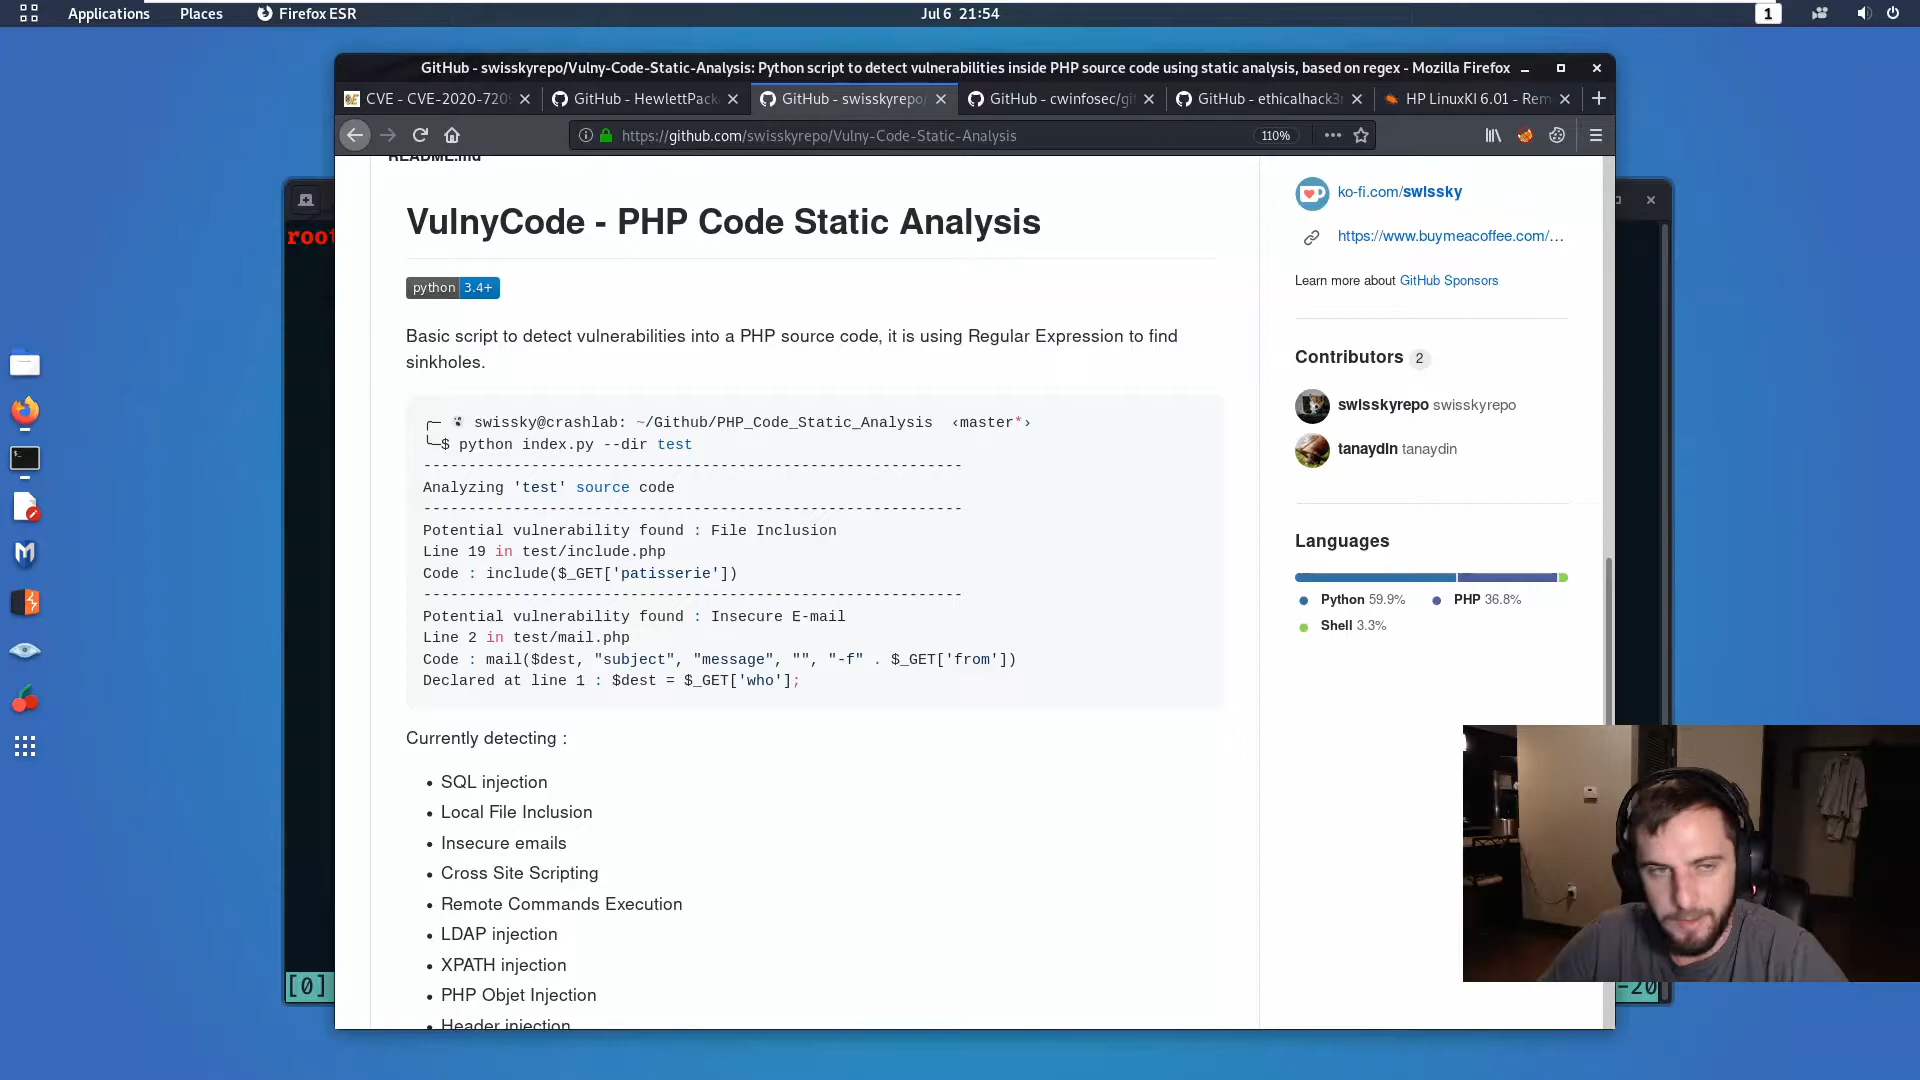 Applications
Places
Firefox ESR
Jul 6 21:54
1
GitHub - swisskyrepo/Vulny-Code-Static-Analysis: Python script to detect vulnerabilities inside PHP source code using static analysis, based on regex - Mozilla Firefox
CVE - CVE-2020-7209
GitHub - HewlettPack
GitHub - swisskyrepo/
GitHub - cwinfosec/gi
GitHub - ethicalhack3
HP LinuxKI 6.01 - Rem
https://github.com/swisskyrepo/Vulny-Code-Static-Analysis
110%
README.md
root
VulnyCode - PHP Code Static Analysis
python 3.4+
Basic script to detect vulnerabilities into a PHP source code, it is using Regular Expression to find
sinkholes.
╭─ swissky@crashlab: ~/Github/PHP_Code_Static_Analysis ‹master*›
╰─$ python index.py --dir test
------------------------------------------------------------
Analyzing 'test' source code
------------------------------------------------------------
Potential vulnerability found : File Inclusion
Line 19 in test/include.php
Code : include($_GET['patisserie'])
------------------------------------------------------------
Potential vulnerability found : Insecure E-mail
Line 2 in test/mail.php
Code : mail($dest, "subject", "message", "", "-f" . $_GET['from'])
Declared at line 1 : $dest = $_GET['who'];
Currently detecting :
• SQL injection
• Local File Inclusion
• Insecure emails
• Cross Site Scripting
• Remote Commands Execution
• LDAP injection
• XPATH injection
• PHP Objet Injection
• Header injection
ko-fi.com/swissky
https://www.buymeacoffee.com/…
Learn more about GitHub Sponsors
Contributors 2
swisskyrepo swisskyrepo
tanaydin tanaydin
Languages
Python 59.9%
PHP 36.8%
Shell 3.3%
[0]
-20